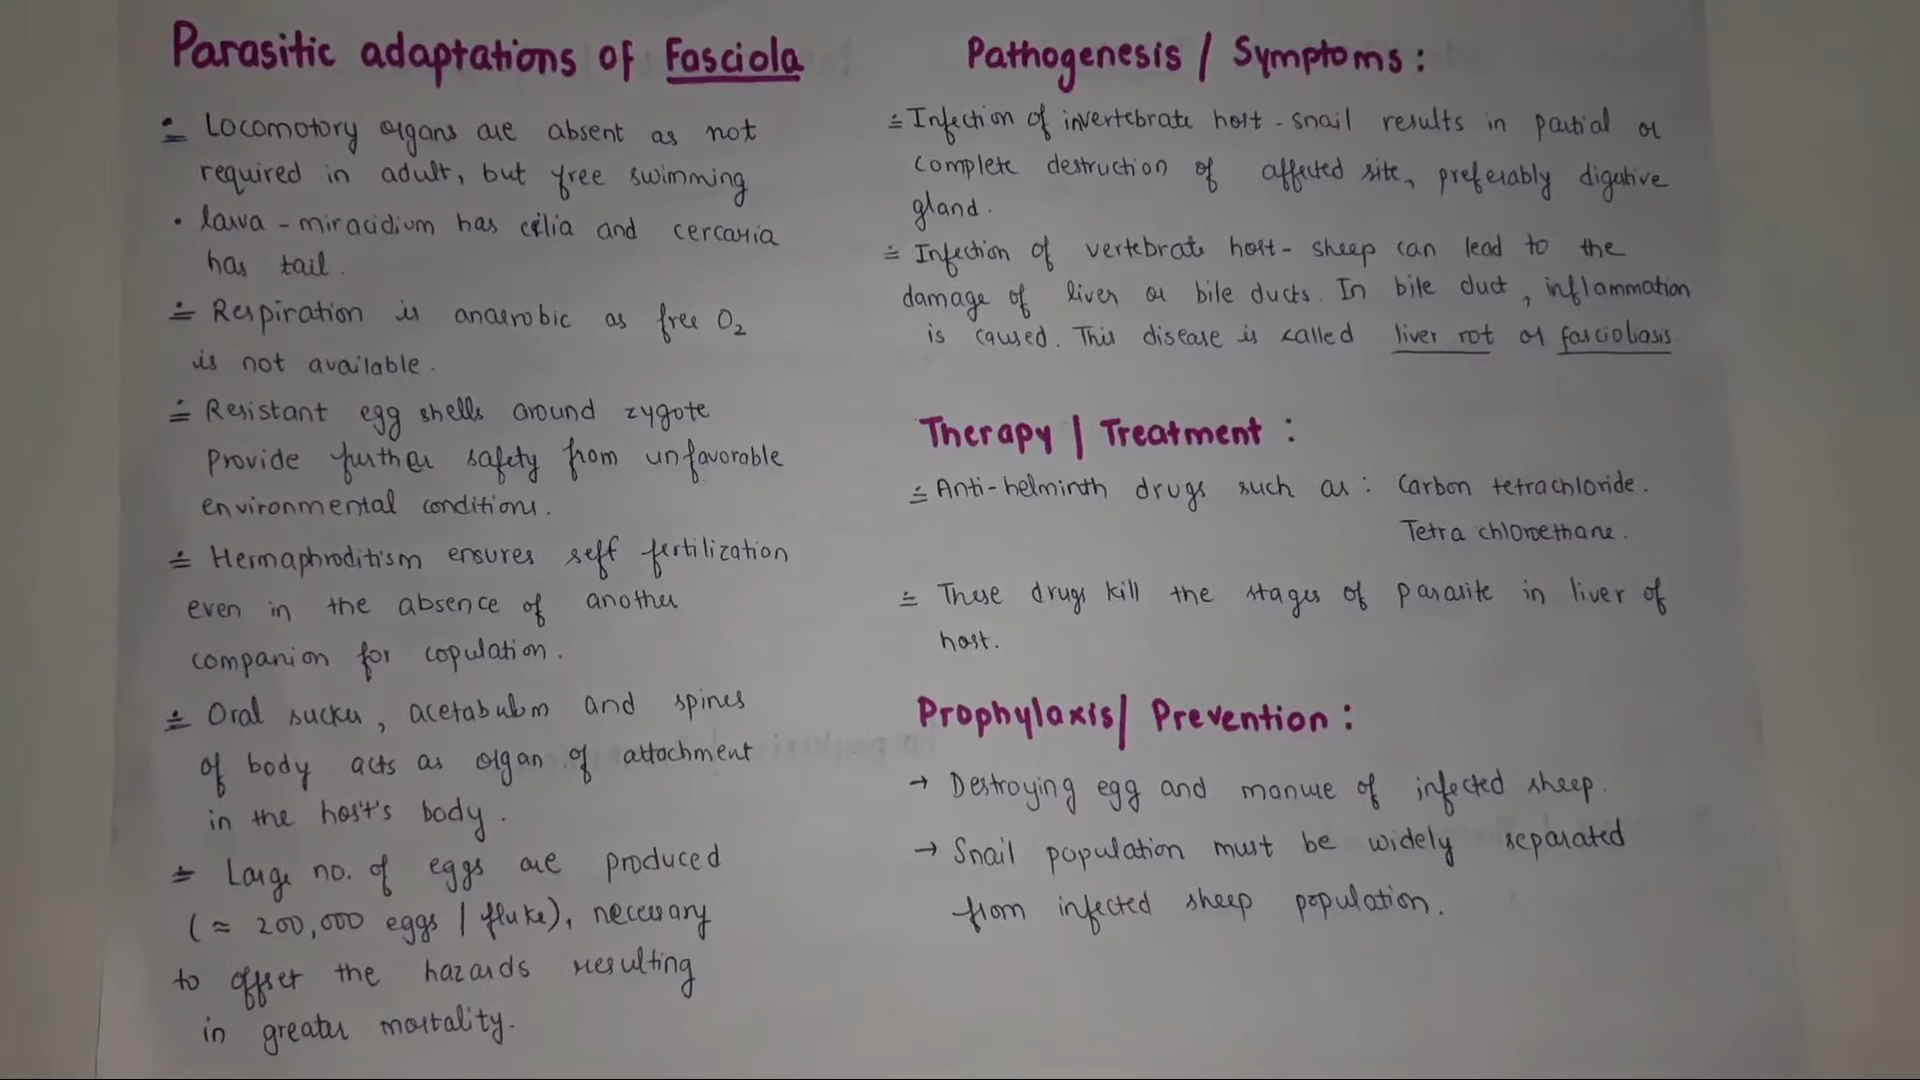 Parasitic adaptations of Fasciola
Locomotory organs are absent as not
required in adult, but free swimming
• larva - miracidium has cilia and cercaria
has tail.
Respiration is anaerobic as free O2
is not available.
Resistant egg shells around zygote
provide further safety from unfavorable
environmental conditions.
Hermaphroditism ensures self fertilization
even in the absence of another
companion for copulation.
Oral sucker, acetabulum and spines
of body acts as organ of attachment
in the host's body.
Large no. of eggs are produced
(≈ 200,000 eggs / fluke), necessary
to offset the hazards resulting
in greater mortality.
Pathogenesis / Symptoms :
Infection of invertebrate host - snail results in partial or
complete destruction of affected site, preferably digestive
gland.
Infection of vertebrate host - sheep can lead to the
damage of liver or bile ducts. In bile duct, inflammation
is caused. This disease is called liver rot or fascioliasis.
Therapy / Treatment :
Anti-helminth drugs such as : Carbon tetrachloride.
Tetra chloroethane.
These drugs kill the stages of parasite in liver of
host.
Prophylaxis / Prevention :
→ Destroying egg and manure of infected sheep.
→ Snail population must be widely separated
from infected sheep population.